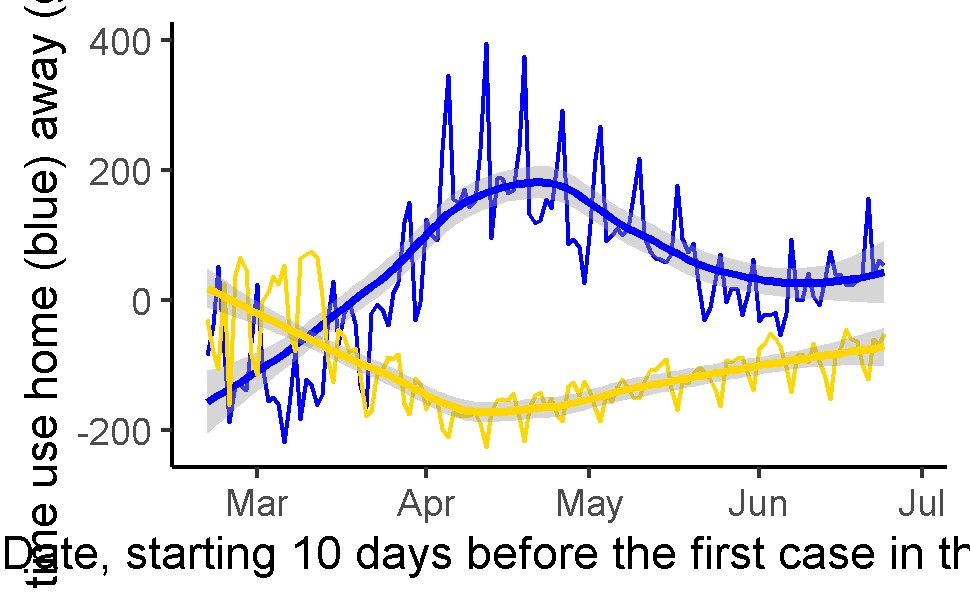 time use home (blue) away (
400
200
0
-200
Mar Apr May Jun Jul
Date, starting 10 days before the first case in th